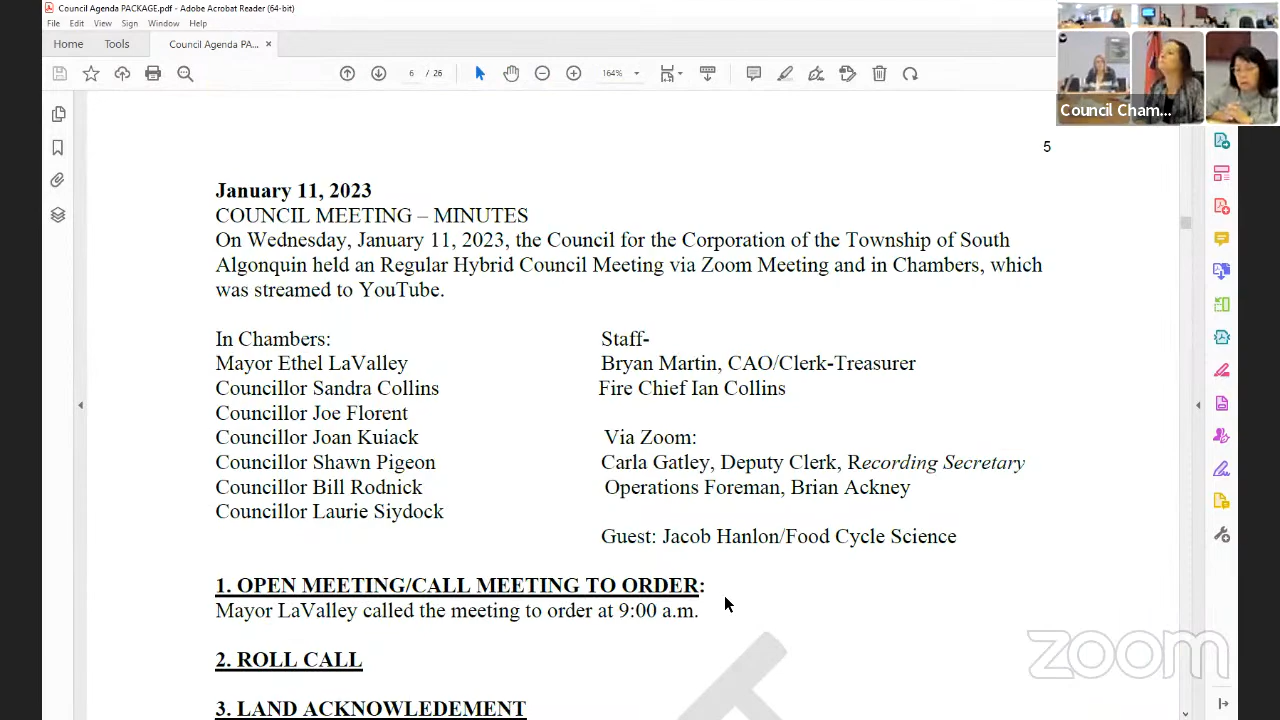 Council Agenda PACKAGE.pdf - Adobe Acrobat Reader (64-bit)
File Edit View Sign Window Help
Home Tools Council Agenda PA... ×
6 / 26 164%
Council Cham...
5
January 11, 2023
COUNCIL MEETING – MINUTES
On Wednesday, January 11, 2023, the Council for the Corporation of the Township of South
Algonquin held an Regular Hybrid Council Meeting via Zoom Meeting and in Chambers, which
was streamed to YouTube.
In Chambers: Staff-
Mayor Ethel LaValley Bryan Martin, CAO/Clerk-Treasurer
Councillor Sandra Collins Fire Chief Ian Collins
Councillor Joe Florent
Councillor Joan Kuiack Via Zoom:
Councillor Shawn Pigeon Carla Gatley, Deputy Clerk, Recording Secretary
Councillor Bill Rodnick Operations Foreman, Brian Ackney
Councillor Laurie Siydock
Guest: Jacob Hanlon/Food Cycle Science
1. OPEN MEETING/CALL MEETING TO ORDER:
Mayor LaValley called the meeting to order at 9:00 a.m.
2. ROLL CALL
3. LAND ACKNOWLEDEMENT
zoom